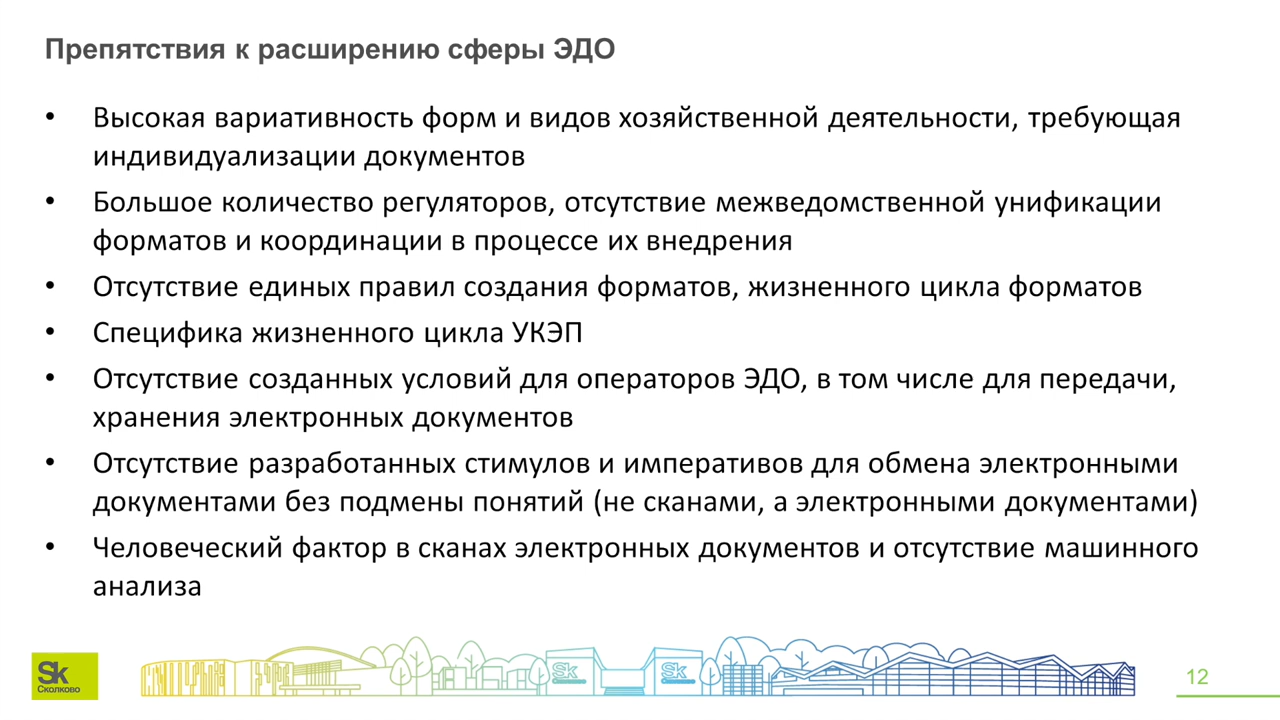 Препятствия к расширению сферы ЭДО
• Высокая вариативность форм и видов хозяйственной деятельности, требующая
индивидуализации документов
• Большое количество регуляторов, отсутствие межведомственной унификации
форматов и координации в процессе их внедрения
• Отсутствие единых правил создания форматов, жизненного цикла форматов
• Специфика жизненного цикла УКЭП
• Отсутствие созданных условий для операторов ЭДО, в том числе для передачи,
хранения электронных документов
• Отсутствие разработанных стимулов и императивов для обмена электронными
документами без подмены понятий (не сканами, а электронными документами)
• Человеческий фактор в сканах электронных документов и отсутствие машинного
анализа
Sk
Сколково
Sk
Sk
12